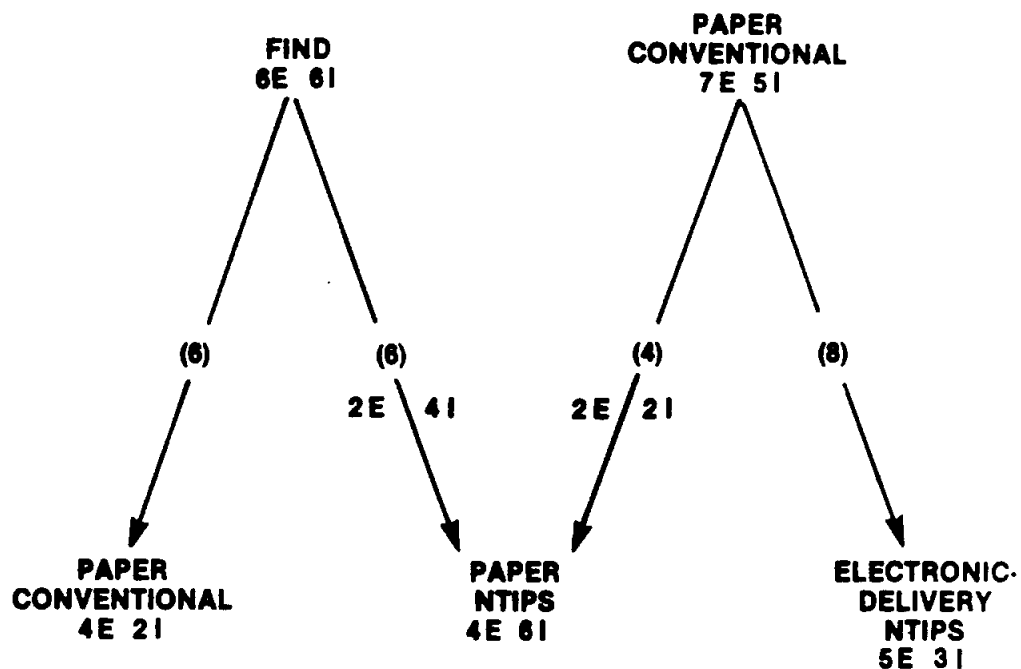 FIND
6E 6I
PAPER
CONVENTIONAL
7E 5I
(6)
(6)
(4)
(8)
2E 4I
2E 2I
PAPER
CONVENTIONAL
4E 2I
PAPER
NTIPS
4E 6I
ELECTRONIC-
DELIVERY
NTIPS
5E 3I